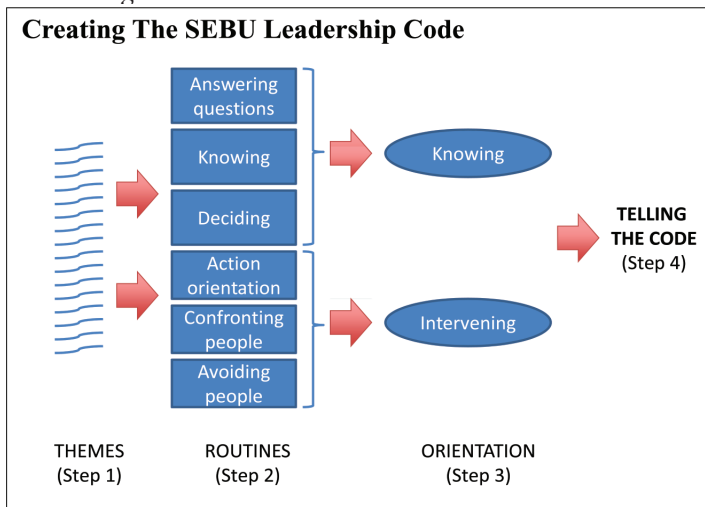 Creating The SEBU Leadership Code
Answering
questions
Knowing
Deciding
Action
orientation
Confronting
people
Avoiding
people
Knowing
Intervening
TELLING
THE CODE
(Step 4)
THEMES
(Step 1)
ROUTINES
(Step 2)
ORIENTATION
(Step 3)